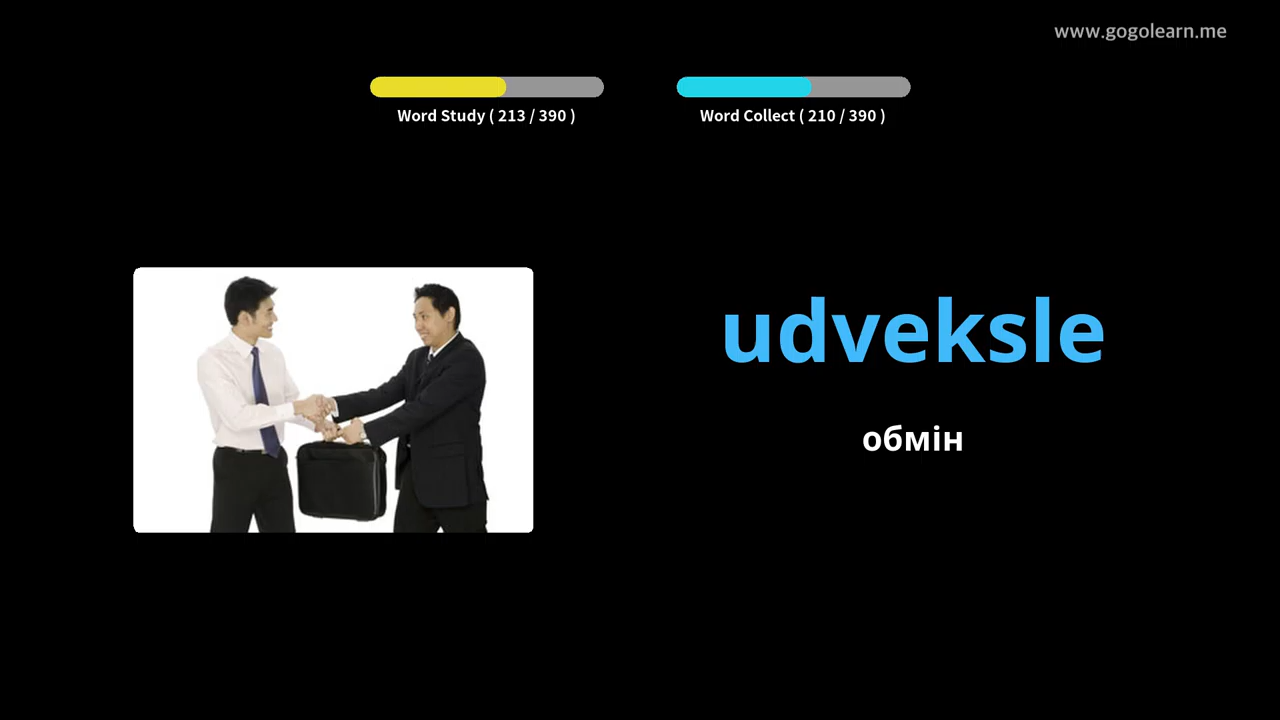 www.gogolearn.me
Word Study ( 213 / 390 )
Word Collect ( 210 / 390 )
udveksle
обмін